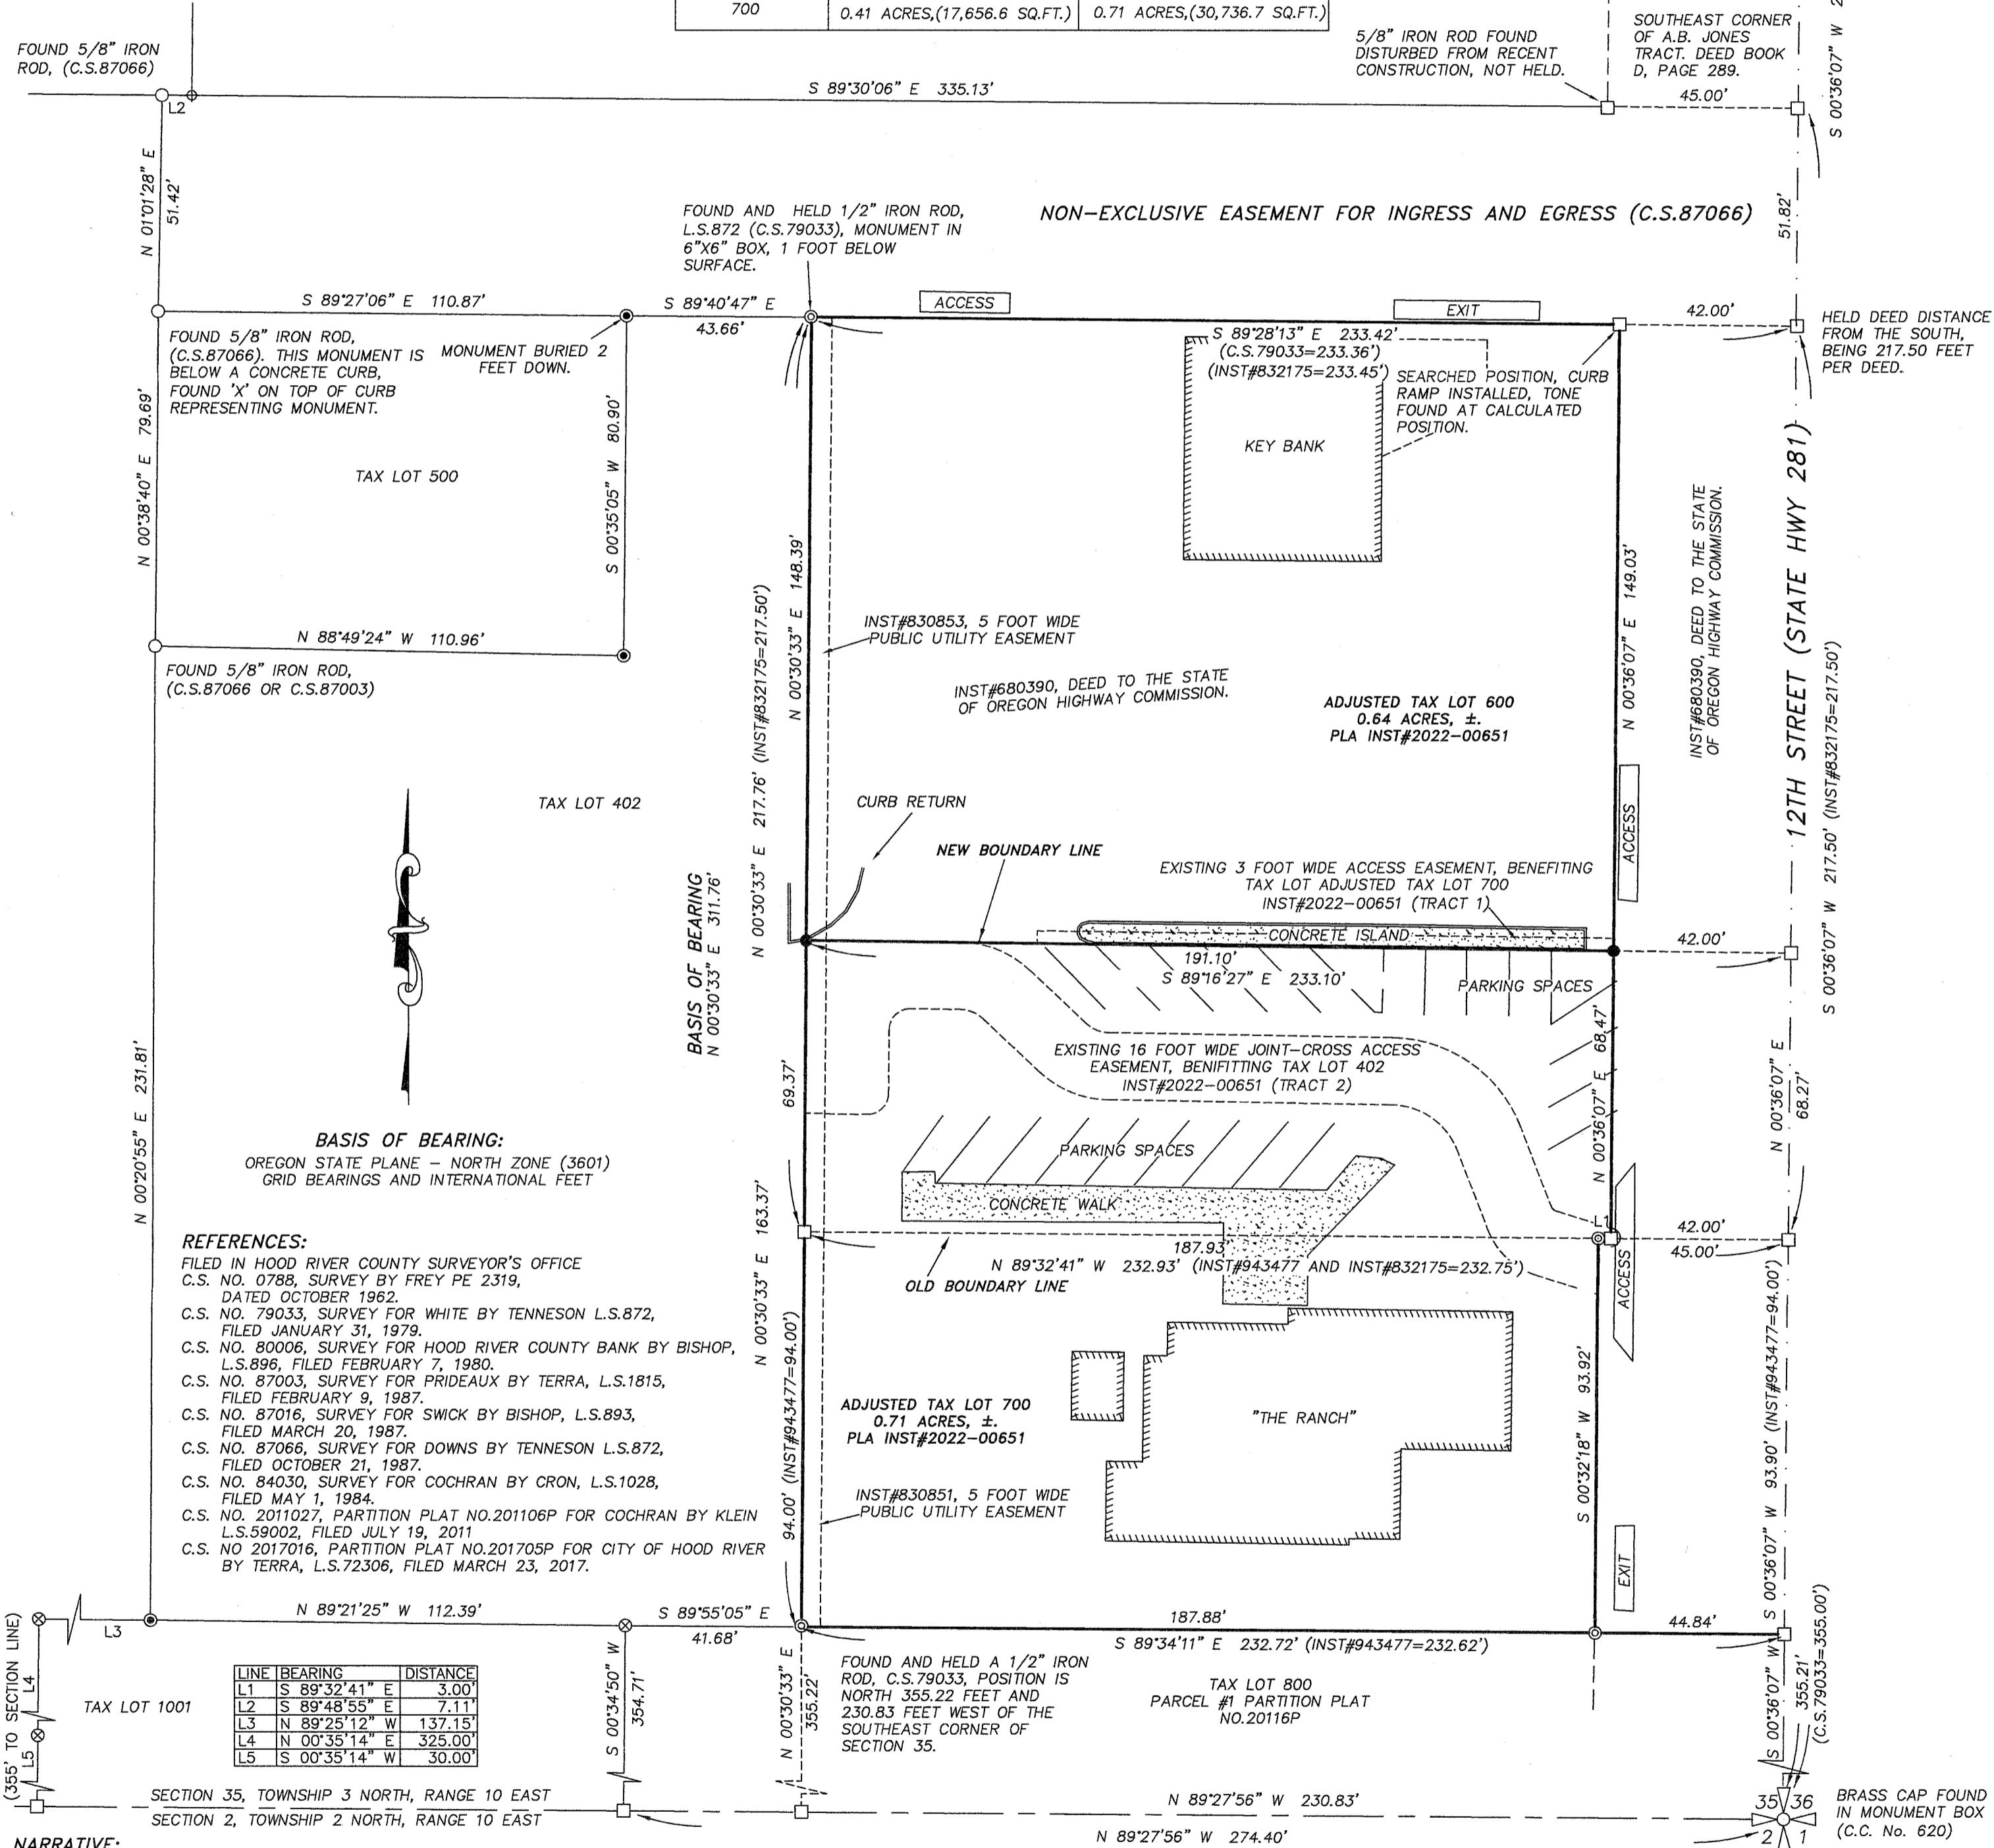 700
0.41 ACRES,(17,656.6 SQ.FT.)
0.71 ACRES,(30,736.7 SQ.FT.)
FOUND 5/8" IRON
ROD, (C.S.87066)
5/8" IRON ROD FOUND
DISTURBED FROM RECENT
CONSTRUCTION, NOT HELD.
SOUTHEAST CORNER
OF A.B. JONES
TRACT. DEED BOOK
D, PAGE 289.
S 00°36'07" W 2
L2
S 89°30'06" E 335.13'
45.00'
N 01°01'28" E
51.42'
FOUND AND HELD 1/2" IRON ROD,
L.S.872 (C.S.79033), MONUMENT IN
6"X6" BOX, 1 FOOT BELOW
SURFACE.
NON-EXCLUSIVE EASEMENT FOR INGRESS AND EGRESS (C.S.87066)
51.82'
S 89°27'06" E 110.87'
S 89°40'47" E
43.66'
ACCESS
EXIT
42.00'
HELD DEED DISTANCE
FROM THE SOUTH,
BEING 217.50 FEET
PER DEED.
FOUND 5/8" IRON ROD,
(C.S.87066). THIS MONUMENT IS
BELOW A CONCRETE CURB,
FOUND 'X' ON TOP OF CURB
REPRESENTING MONUMENT.
MONUMENT BURIED 2
FEET DOWN.
S 89°28'13" E 233.42'
(C.S.79033=233.36')
(INST#832175=233.45')
SEARCHED POSITION, CURB
RAMP INSTALLED, TONE
FOUND AT CALCULATED
POSITION.
KEY BANK
N 00°38'40" E 79.69'
TAX LOT 500
S 00°35'05" W 80.90'
N 88°49'24" W 110.96'
FOUND 5/8" IRON ROD,
(C.S.87066 OR C.S.87003)
N 00°30'33" E 217.76' (INST#832175=217.50')
N 00°30'33" E 148.39'
INST#830853, 5 FOOT WIDE
PUBLIC UTILITY EASEMENT
INST#680390, DEED TO THE STATE
OF OREGON HIGHWAY COMMISSION.
ADJUSTED TAX LOT 600
0.64 ACRES, ±.
PLA INST#2022-00651
N 00°36'07" E 149.03'
INST#680390, DEED TO THE STATE
OF OREGON HIGHWAY COMMISSION.
12TH STREET (STATE HWY 281)
S 00°36'07" W 217.50' (INST#832175=217.50')
TAX LOT 402
CURB RETURN
NEW BOUNDARY LINE
EXISTING 3 FOOT WIDE ACCESS EASEMENT, BENEFITING
TAX LOT ADJUSTED TAX LOT 700
INST#2022-00651 (TRACT 1)
ACCESS
BASIS OF BEARING
N 00°30'33" E 311.76'
CONCRETE ISLAND
191.10'
S 89°16'27" E 233.10'
42.00'
PARKING SPACES
EXISTING 16 FOOT WIDE JOINT-CROSS ACCESS
EASEMENT, BENIFITTING TAX LOT 402
INST#2022-00651 (TRACT 2)
N 00°36'07" E 68.47'
N 00°36'07" E
68.27'
N 00°20'55" E 231.81'
69.37'
BASIS OF BEARING:
OREGON STATE PLANE – NORTH ZONE (3601)
GRID BEARINGS AND INTERNATIONAL FEET
PARKING SPACES
CONCRETE WALK
N 00°30'33" E 163.37'
L1
42.00'
45.00'
187.93'
N 89°32'41" W 232.93' (INST#943477 AND INST#832175=232.75')
OLD BOUNDARY LINE
ACCESS
REFERENCES:
FILED IN HOOD RIVER COUNTY SURVEYOR'S OFFICE
C.S. NO. 0788, SURVEY BY FREY PE 2319,
DATED OCTOBER 1962.
C.S. NO. 79033, SURVEY FOR WHITE BY TENNESON L.S.872,
FILED JANUARY 31, 1979.
C.S. NO. 80006, SURVEY FOR HOOD RIVER COUNTY BANK BY BISHOP,
L.S.896, FILED FEBRUARY 7, 1980.
C.S. NO. 87003, SURVEY FOR PRIDEAUX BY TERRA, L.S.1815,
FILED FEBRUARY 9, 1987.
C.S. NO. 87016, SURVEY FOR SWICK BY BISHOP, L.S.893,
FILED MARCH 20, 1987.
C.S. NO. 87066, SURVEY FOR DOWNS BY TENNESON L.S.872,
FILED OCTOBER 21, 1987.
C.S. NO. 84030, SURVEY FOR COCHRAN BY CRON, L.S.1028,
FILED MAY 1, 1984.
C.S. NO. 2011027, PARTITION PLAT NO.201106P FOR COCHRAN BY KLEIN
L.S.59002, FILED JULY 19, 2011
C.S. NO 2017016, PARTITION PLAT NO.201705P FOR CITY OF HOOD RIVER
BY TERRA, L.S.72306, FILED MARCH 23, 2017.
94.00' (INST#943477=94.00')
ADJUSTED TAX LOT 700
0.71 ACRES, ±.
PLA INST#2022-00651
"THE RANCH"
INST#830851, 5 FOOT WIDE
PUBLIC UTILITY EASEMENT
S 00°32'18" W 93.92'
EXIT
S 00°36'07" W 93.90' (INST#943477=94.00')
N 89°21'25" W 112.39'
S 89°55'05" E
41.68'
187.88'
S 89°34'11" E 232.72' (INST#943477=232.62')
44.84'
L3
(355' TO SECTION LINE)
L4
L5
TAX LOT 1001
LINE BEARING DISTANCE
L1 S 89°32'41" E 3.00'
L2 S 89°48'55" E 7.11'
L3 N 89°25'12" W 137.15'
L4 N 00°35'14" E 325.00'
L5 S 00°35'14" W 30.00'
S 00°34'50" W
354.71'
N 00°30'33" E
355.22'
FOUND AND HELD A 1/2" IRON
ROD, C.S.79033, POSITION IS
NORTH 355.22 FEET AND
230.83 FEET WEST OF THE
SOUTHEAST CORNER OF
SECTION 35.
TAX LOT 800
PARCEL #1 PARTITION PLAT
NO.20116P
S 00°36'07" W
355.21'
(C.S.79033=355.00')
SECTION 35, TOWNSHIP 3 NORTH, RANGE 10 EAST
SECTION 2, TOWNSHIP 2 NORTH, RANGE 10 EAST
N 89°27'56" W 230.83'
N 89°27'56" W 274.40'
35 36
2 1
BRASS CAP FOUND
IN MONUMENT BOX
(C.C. No. 620)
NARRATIVE: